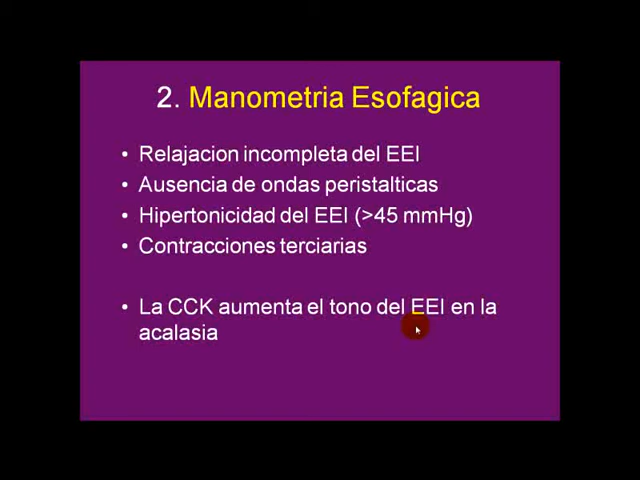 2. Manometria Esofagica
• Relajacion incompleta del EEI
• Ausencia de ondas peristalticas
• Hipertonicidad del EEI (>45 mmHg)
• Contracciones terciarias
• La CCK aumenta el tono del EEI en la
acalasia